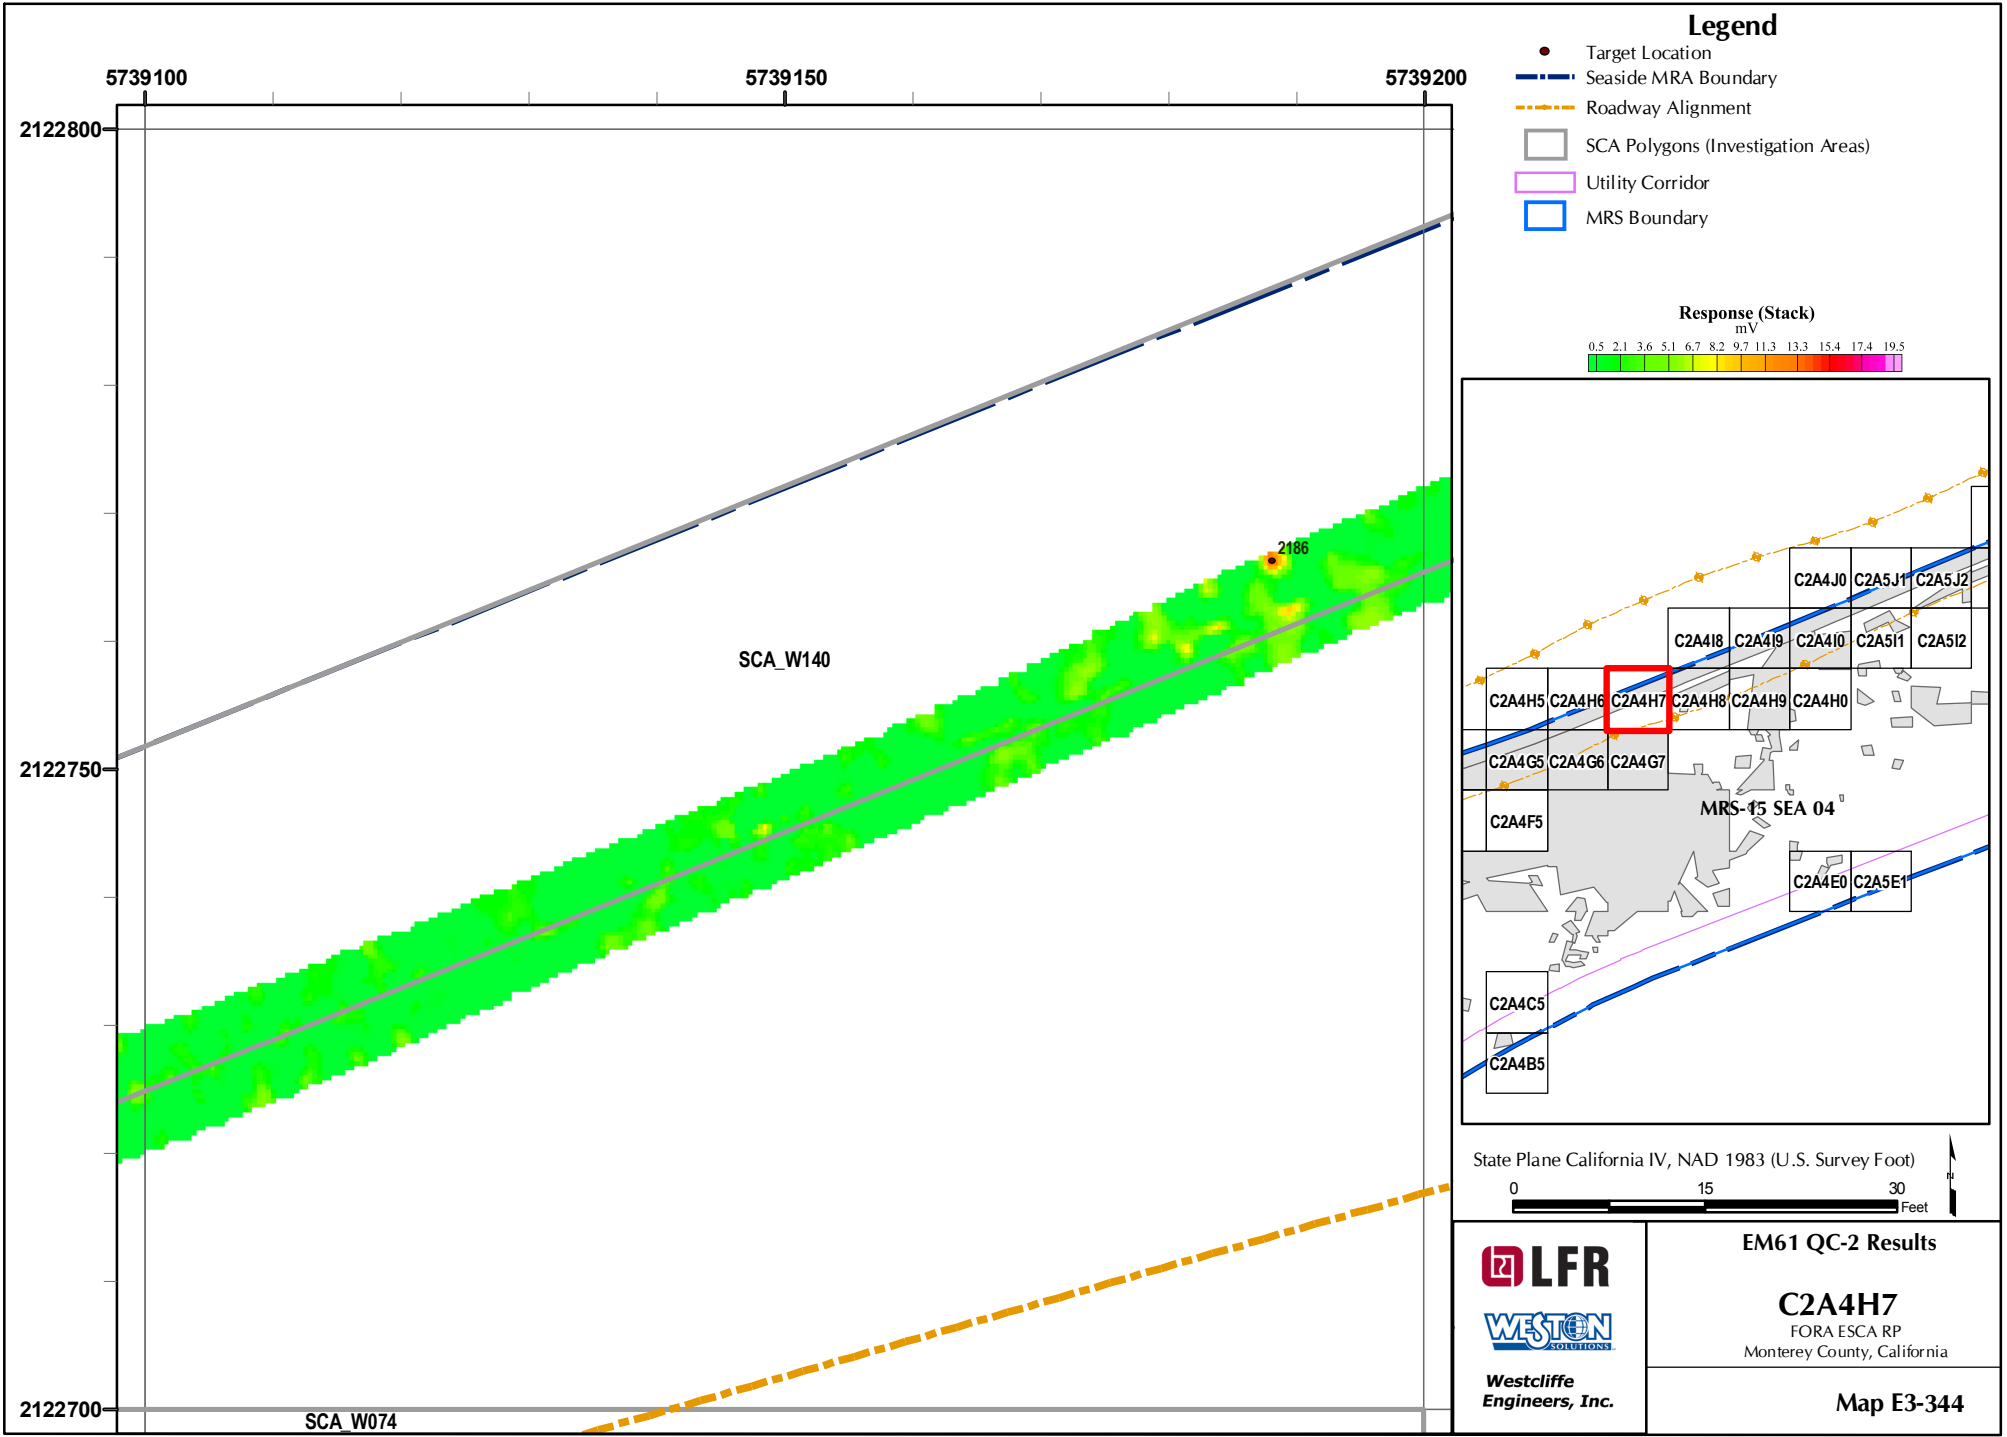 Legend
Target Location
Seaside MRA Boundary
Roadway Alignment
SCA Polygons (Investigation Areas)
Utility Corridor
MRS Boundary
5739100
5739150
5739200
2122800
2122750
2122700
2186
SCA_W140
SCA_W074
Response (Stack)
mV
0.5 2.1 3.6 5.1 6.7 8.2 9.7 11.3 13.3 15.4 17.4 19.5
C2A4J0 C2A5J1 C2A5J2
C2A4I8 C2A4I9 C2A4I0 C2A5I1 C2A5I2
C2A4H5 C2A4H6 C2A4H7 C2A4H8 C2A4H9 C2A4H0
C2A4G5 C2A4G6 C2A4G7
MRS-15 SEA 04
C2A4F5
C2A4E0 C2A5E1
C2A4C5
C2A4B5
State Plane California IV, NAD 1983 (U.S. Survey Foot)
N
0 15 30
Feet
LFR
WESTON
SOLUTIONS
Westcliffe
Engineers, Inc.
EM61 QC-2 Results
C2A4H7
FORA ESCA RP
Monterey County, California
Map E3-344